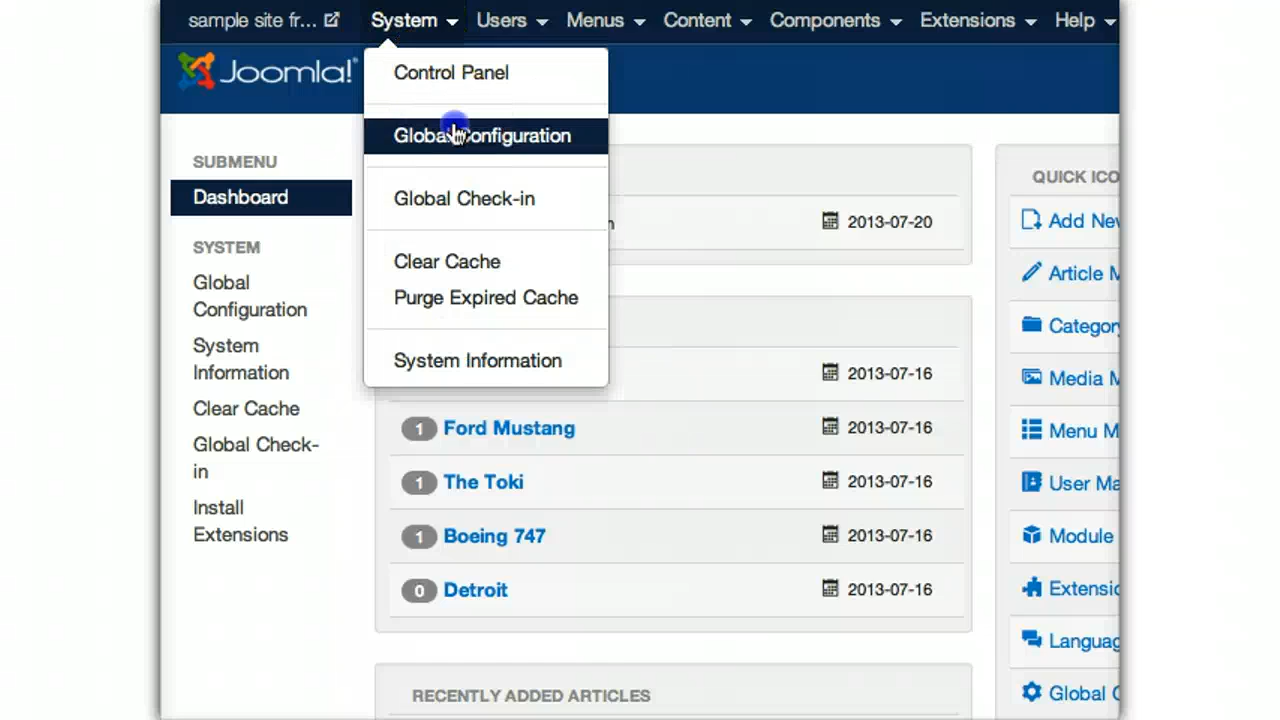 sample site fr...
System
Users
Menus
Content
Components
Extensions
Help
Joomla!
Control Panel
Global Configuration
Global Check-in
Clear Cache
Purge Expired Cache
System Information
SUBMENU
Dashboard
SYSTEM
Global
Configuration
System
Information
Clear Cache
Global Check-
in
Install
Extensions
2013-07-20
2013-07-16
1 Ford Mustang 2013-07-16
1 The Toki 2013-07-16
1 Boeing 747 2013-07-16
0 Detroit 2013-07-16
RECENTLY ADDED ARTICLES
QUICK ICO
Add New
Article M
Category
Media M
Menu M
User Ma
Module
Extensio
Languag
Global C